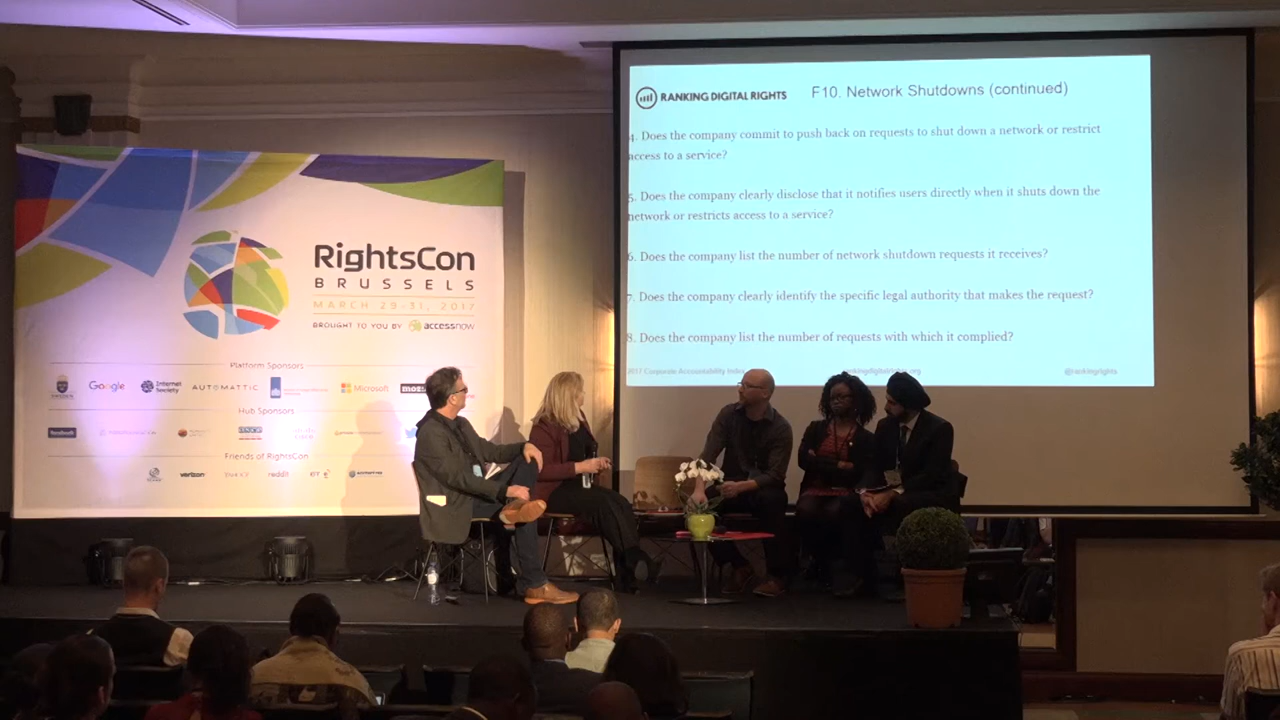 RANKING DIGITAL RIGHTS
F10. Network Shutdowns (continued)
4. Does the company commit to push back on requests to shut down a network or restrict
access to a service?
5. Does the company clearly disclose that it notifies users directly when it shuts down the
network or restricts access to a service?
6. Does the company list the number of network shutdown requests it receives?
7. Does the company clearly identify the specific legal authority that makes the request?
8. Does the company list the number of requests with which it complied?
2017 Corporate Accountability
@rankingrights
RightsCon
BRUSSELS
MARCH 29-31, 2017
BROUGHT TO YOU BY accessnow
Platform Sponsors
Google
Internet
Society
AUTOMATTIC
Microsoft
Hub Sponsors
facebook
Friends of RightsCon
verizon
reddit
BT